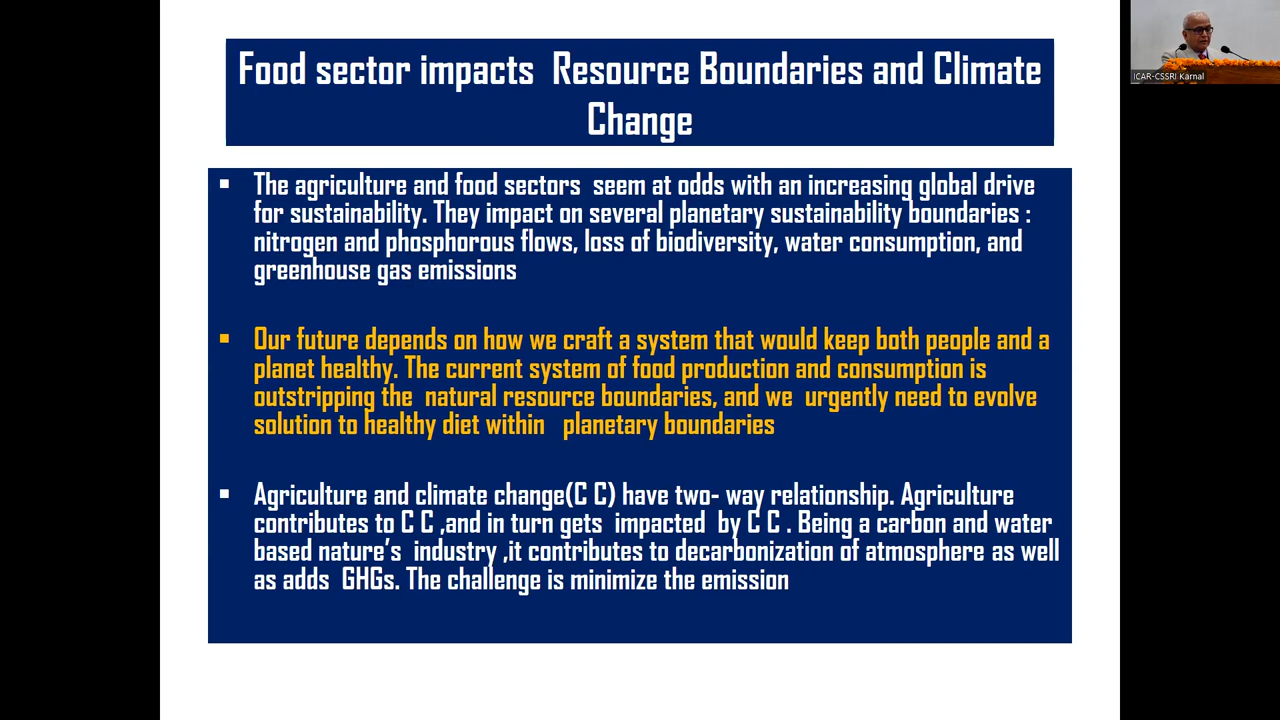 Food sector impacts  Resource Boundaries and Climate
Change
▪ The agriculture and food sectors  seem at odds with an increasing global drive
for sustainability. They impact on several planetary sustainability boundaries :
nitrogen and phosphorous flows, loss of biodiversity, water consumption, and
greenhouse gas emissions
▪ Our future depends on how we craft a system that would keep both people and a
planet healthy. The current system of food production and consumption is
outstripping the  natural resource boundaries, and we  urgently need to evolve
solution to healthy diet within   planetary boundaries
▪ Agriculture and climate change(C C) have two- way relationship. Agriculture
contributes to C C ,and in turn gets  impacted  by C C . Being a carbon and water
based nature’s  industry ,it contributes to decarbonization of atmosphere as well
as adds  GHGs. The challenge is minimize the emission
ICAR-CSSRI Karnal